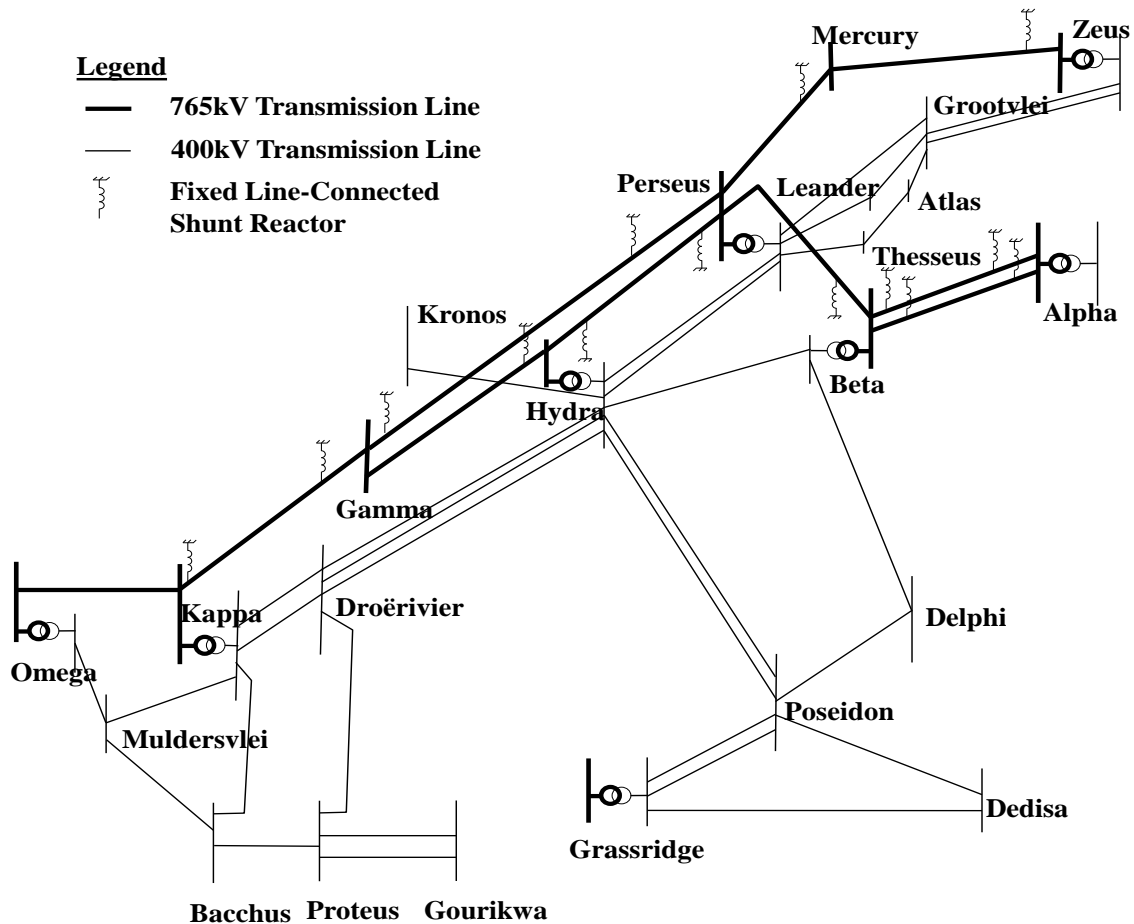 Mercury
Zeus
Legend
765kV Transmission Line
Grootvlei
400kV Transmission Line
Fixed Line-Connected
Shunt Reactor
Perseus
Leander
Atlas
Thesseus
Kronos
Alpha
Beta
Hydra
Gamma
Kappa
Droërivier
Delphi
Omega
Poseidon
Muldersvlei
Dedisa
Grassridge
Bacchus
Proteus
Gourikwa